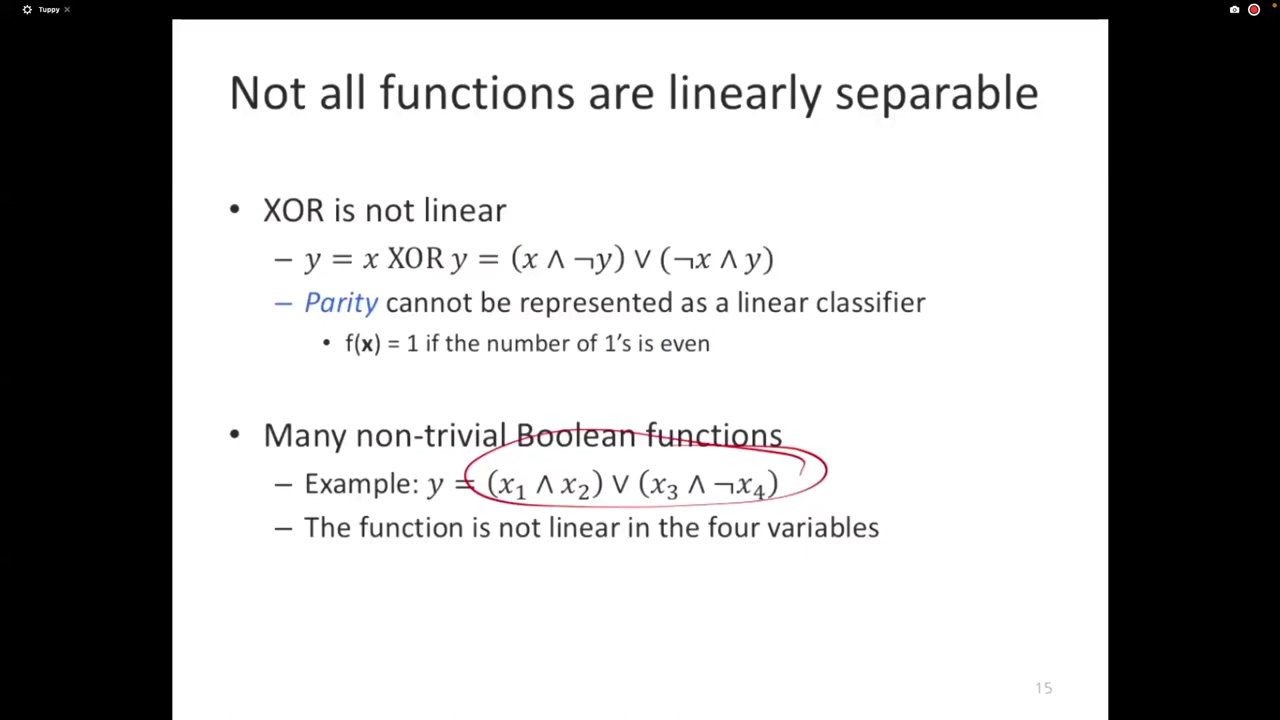 Tuppy
Not all functions are linearly separable
• XOR is not linear
– y = x XOR y = (x ∧ ¬y) ∨ (¬x ∧ y)
– Parity cannot be represented as a linear classifier
• f(x) = 1 if the number of 1’s is even
• Many non-trivial Boolean functions
– Example: y = (x₁ ∧ x₂) ∨ (x₃ ∧ ¬x₄)
– The function is not linear in the four variables
15